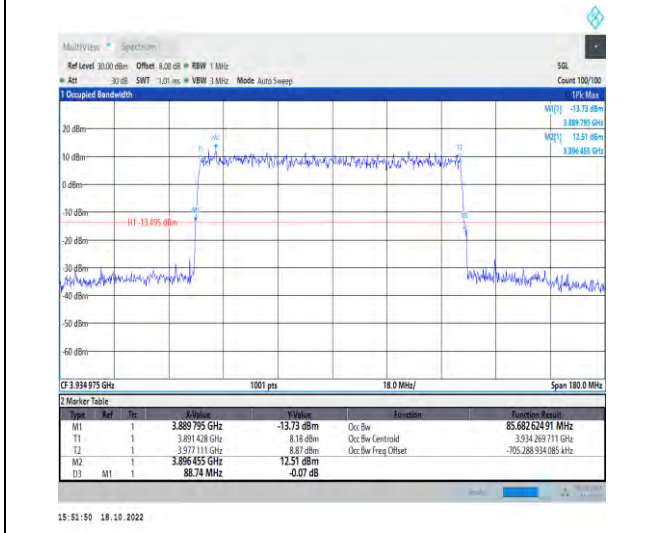 MultiView Spectrum
Ref Level 30.00 dBm Offset 8.00 dB RBW 1 MHz SGL
Att 30 dB SWT 1.01 ms VBW 3 MHz Mode Auto Sweep Count 100/100
1 Occupied Bandwidth 1Pk Max
M1[1] -13.73 dBm
3.889 795 GHz
20 dBm
M2[1] 12.51 dBm
3.896 455 GHz
M2
T1 T2
10 dBm
0 dBm
-10 dBm
M1
H1 -13.495 dBm
-20 dBm
-30 dBm
-40 dBm
-50 dBm
-60 dBm
CF 3.934 975 GHz 1001 pts 18.0 MHz/ Span 180.0 MHz
2 Marker Table
Type Ref Trc X-Value Y-Value Function Function Result
M1 1 3.889 795 GHz -13.73 dBm Occ Bw 85.682 624 91 MHz
T1 1 3.891 428 GHz 8.18 dBm Occ Bw Centroid 3.934 269 711 GHz
T2 1 3.977 111 GHz 8.87 dBm Occ Bw Freq Offset -705.288 934 085 kHz
M2 1 3.896 455 GHz 12.51 dBm
D3 M1 1 88.74 MHz -0.07 dB
15:51:50 18.10.2022